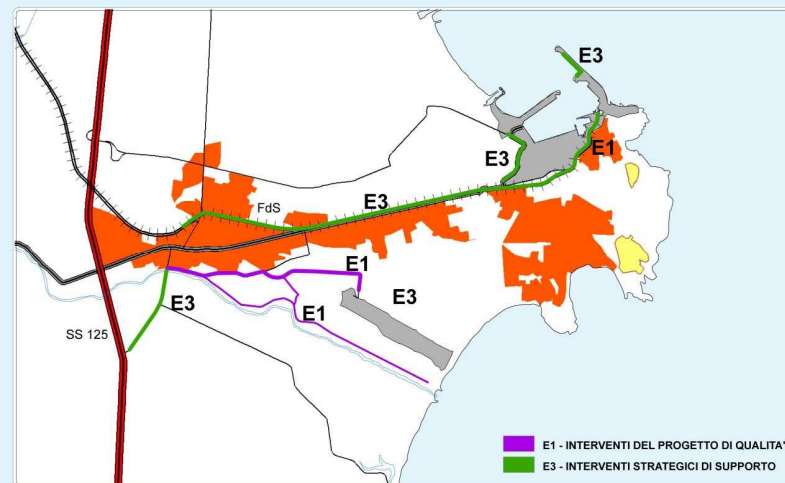 E3
E3
E1
E3
FdS
E1
E3
E3
E1
SS 125
E1 - INTERVENTI DEL PROGETTO DI QUALITA'
E3 - INTERVENTI STRATEGICI DI SUPPORTO